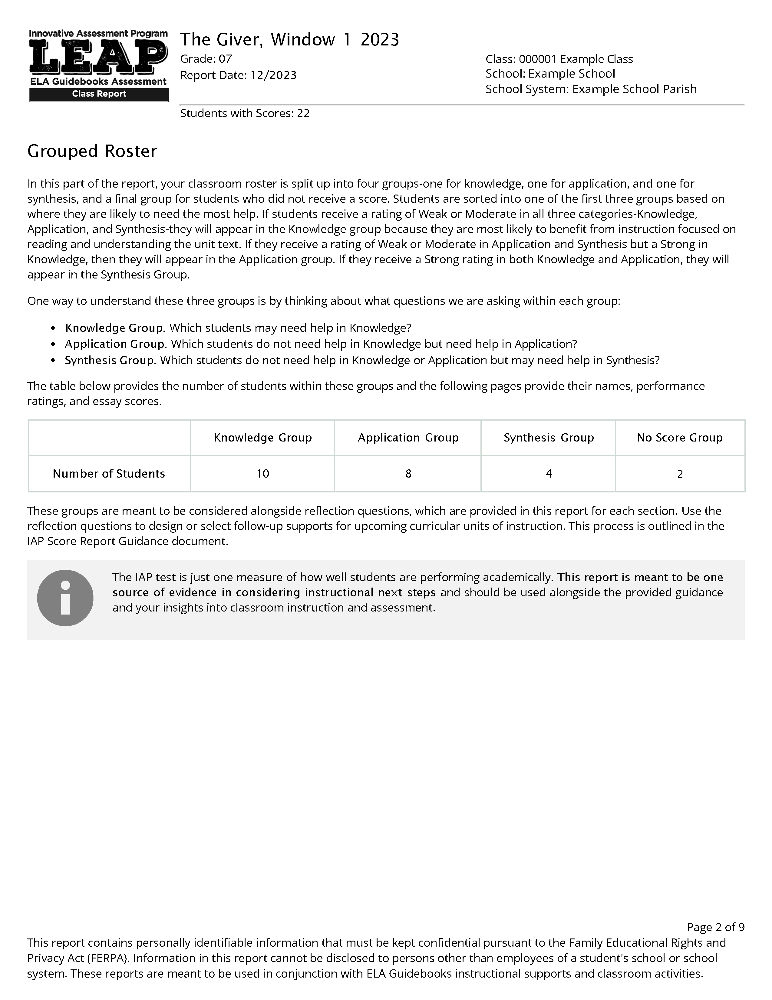 Innovative Assessment Program
LEAP
ELA Guidebooks Assessment
Class Report
The Giver, Window 1 2023
Grade: 07
Report Date: 12/2023
Class: 000001 Example Class
School: Example School
School System: Example School Parish
Students with Scores: 22
Grouped Roster
In this part of the report, your classroom roster is split up into four groups-one for knowledge, one for application, and one for
synthesis, and a final group for students who did not receive a score. Students are sorted into one of the first three groups based on
where they are likely to need the most help. If students receive a rating of Weak or Moderate in all three categories-Knowledge,
Application, and Synthesis-they will appear in the Knowledge group because they are most likely to benefit from instruction focused on
reading and understanding the unit text. If they receive a rating of Weak or Moderate in Application and Synthesis but a Strong in
Knowledge, then they will appear in the Application group. If they receive a Strong rating in both Knowledge and Application, they will
appear in the Synthesis Group.
One way to understand these three groups is by thinking about what questions we are asking within each group:
• Knowledge Group. Which students may need help in Knowledge?
• Application Group. Which students do not need help in Knowledge but need help in Application?
• Synthesis Group. Which students do not need help in Knowledge or Application but may need help in Synthesis?
The table below provides the number of students within these groups and the following pages provide their names, performance
ratings, and essay scores.
Knowledge Group Application Group Synthesis Group No Score Group
Number of Students 10 8 4 2
These groups are meant to be considered alongside reflection questions, which are provided in this report for each section. Use the
reflection questions to design or select follow-up supports for upcoming curricular units of instruction. This process is outlined in the
IAP Score Report Guidance document.
The IAP test is just one measure of how well students are performing academically. This report is meant to be one
source of evidence in considering instructional next steps and should be used alongside the provided guidance
and your insights into classroom instruction and assessment.
Page 2 of 9
This report contains personally identifiable information that must be kept confidential pursuant to the Family Educational Rights and
Privacy Act (FERPA). Information in this report cannot be disclosed to persons other than employees of a student's school or school
system. These reports are meant to be used in conjunction with ELA Guidebooks instructional supports and classroom activities.